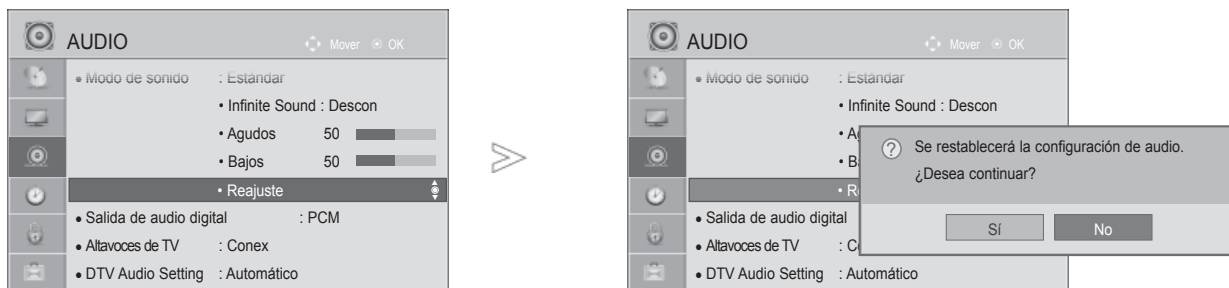 AUDIO Mover OK
• Modo de sonido : Estándar
• Infinite Sound : Descon
• Agudos 50
• Bajos 50
• Reajuste
• Salida de audio digital : PCM
• Altavoces de TV : Conex
• DTV Audio Setting : Automático
AUDIO Mover OK
• Modo de sonido : Estándar
• Infinite Sound : Descon
• A
• B
• R
• Salida de audio digital
• Altavoces de TV : C
• DTV Audio Setting : Automático
? Se restablecerá la configuración de audio.
¿Desea continuar?
Sí No